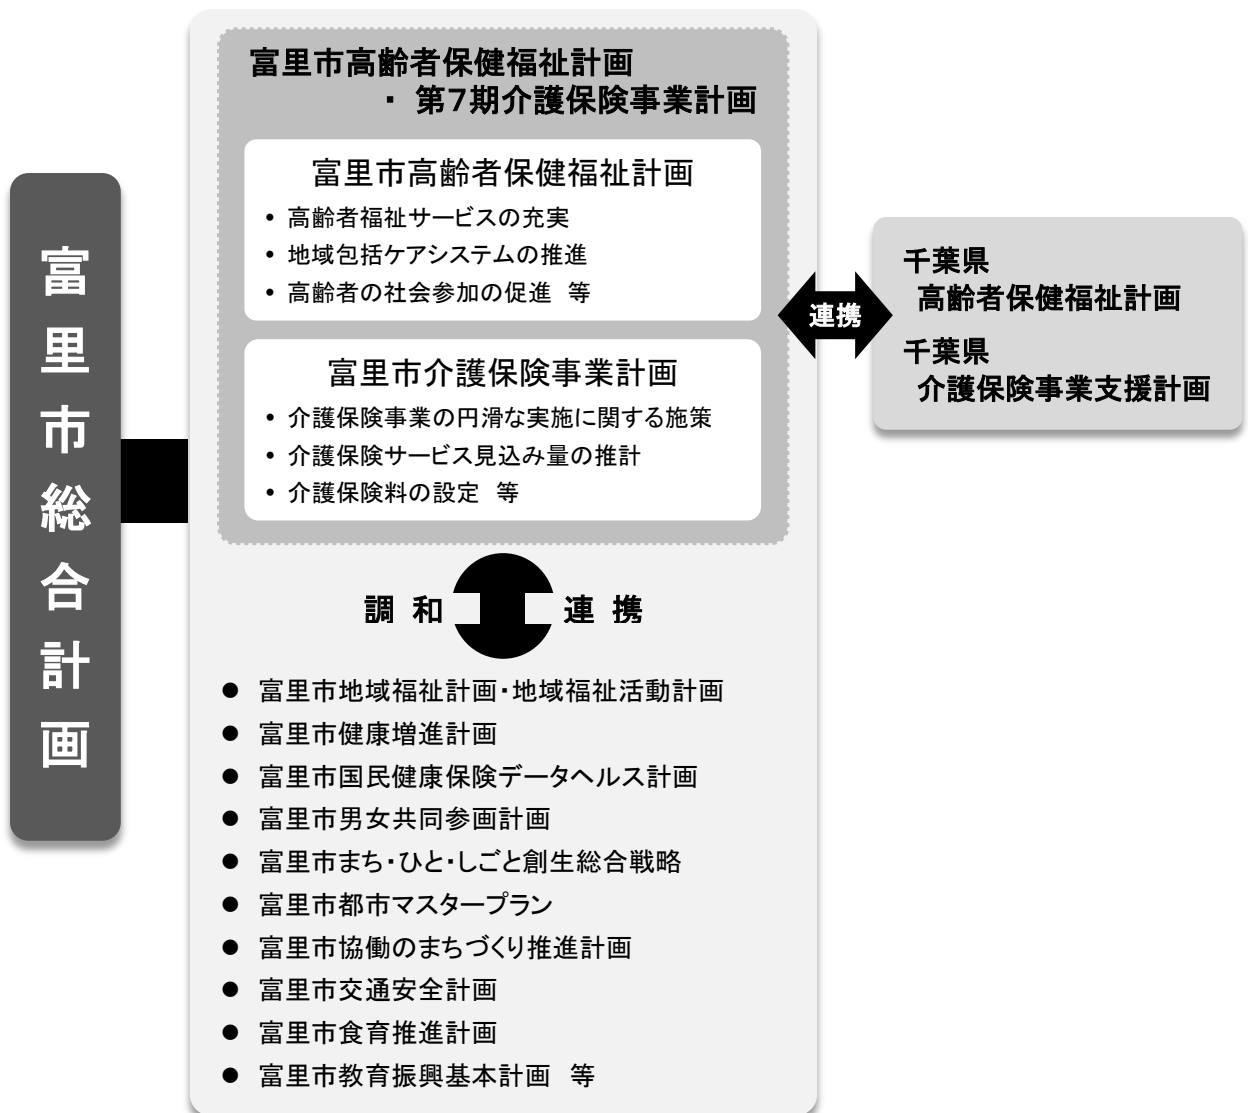 富里市総合計画
富里市高齢者保健福祉計画
・ 第7期介護保険事業計画
富里市高齢者保健福祉計画
• 高齢者福祉サービスの充実
• 地域包括ケアシステムの推進
• 高齢者の社会参加の促進 等
富里市介護保険事業計画
• 介護保険事業の円滑な実施に関する施策
• 介護保険サービス見込み量の推計
• 介護保険料の設定 等
連携
千葉県
高齢者保健福祉計画
千葉県
介護保険事業支援計画
調 和 連 携
● 富里市地域福祉計画・地域福祉活動計画
● 富里市健康増進計画
● 富里市国民健康保険データヘルス計画
● 富里市男女共同参画計画
● 富里市まち・ひと・しごと創生総合戦略
● 富里市都市マスタープラン
● 富里市協働のまちづくり推進計画
● 富里市交通安全計画
● 富里市食育推進計画
● 富里市教育振興基本計画 等